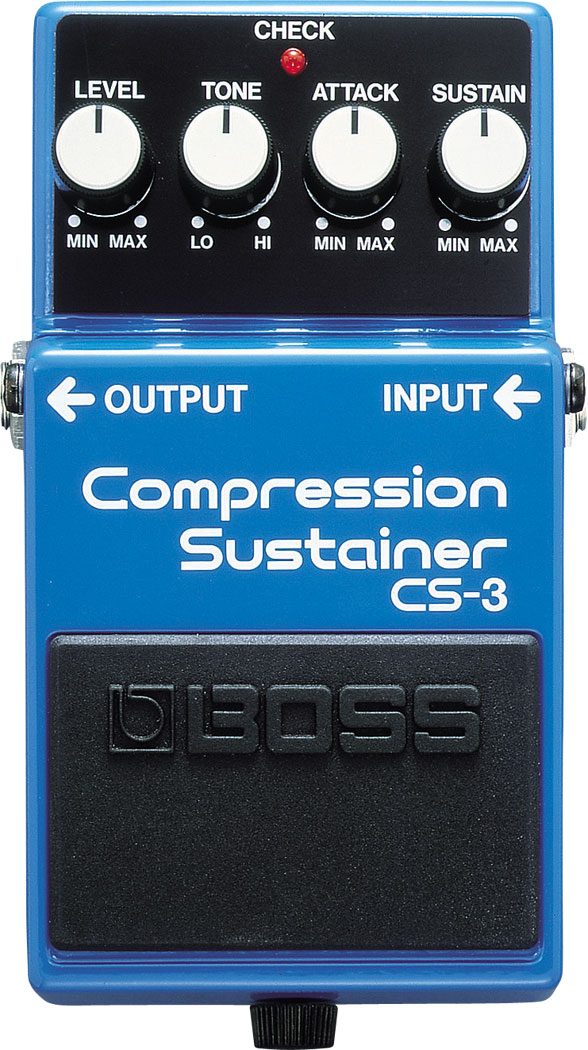 CHECK
LEVEL TONE ATTACK SUSTAIN
MIN MAX LO HI MIN MAX MIN MAX
OUTPUT INPUT
Compression
Sustainer
CS-3
BOSS